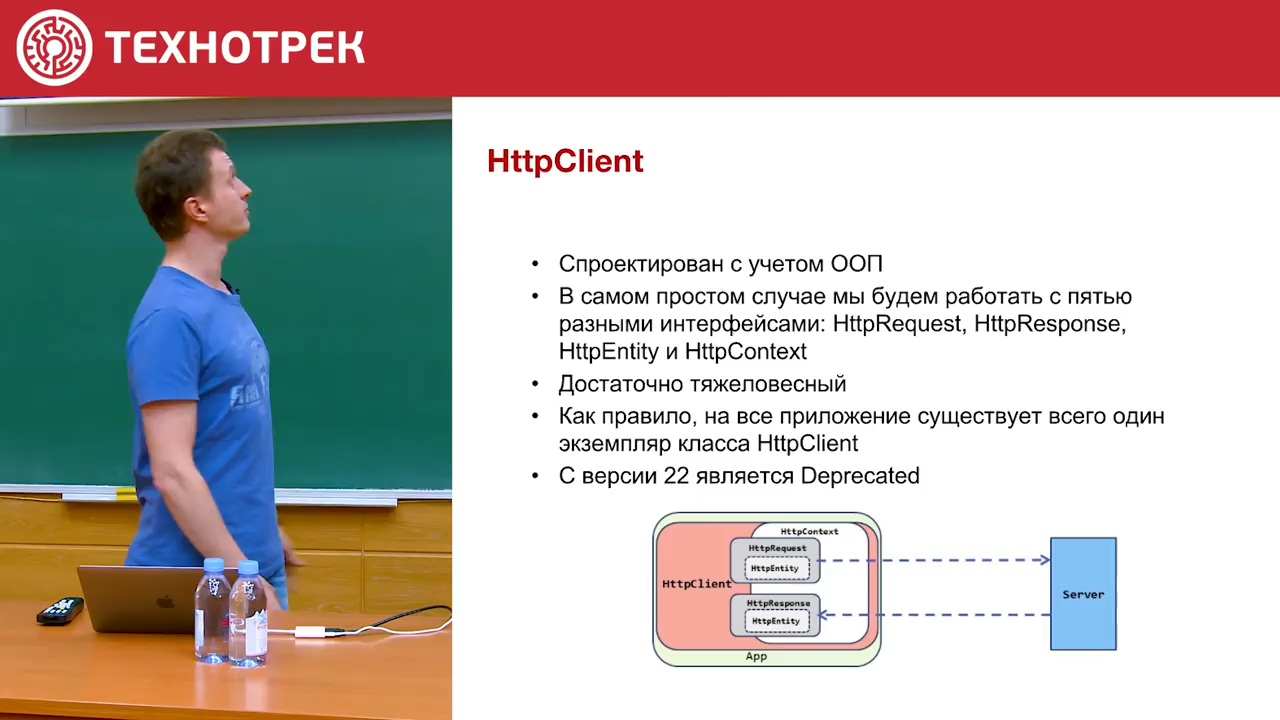 ТЕХНОТРЕК
HttpClient
• Спроектирован с учетом ООП
• В самом простом случае мы будем работать с пятью
разными интерфейсами: HttpRequest, HttpResponse,
HttpEntity и HttpContext
• Достаточно тяжеловесный
• Как правило, на все приложение существует всего один
экземпляр класса HttpClient
• С версии 22 является Deprecated
HttpContext
HttpRequest
HttpEntity
HttpClient
HttpResponse
HttpEntity
App
Server